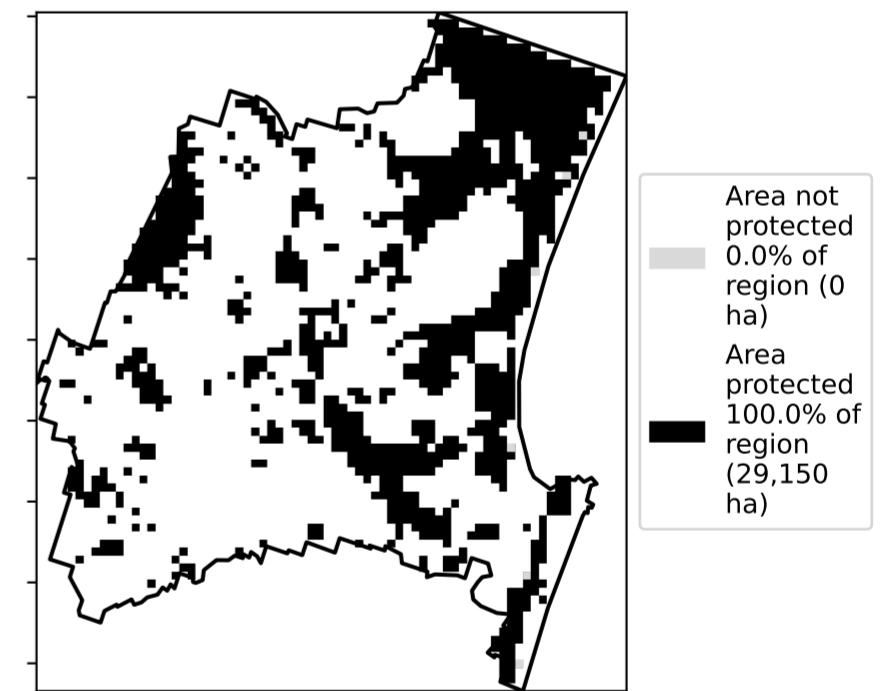 Area not
protected
0.0% of
region (0
ha)
Area
protected
100.0% of
region
(29,150
ha)